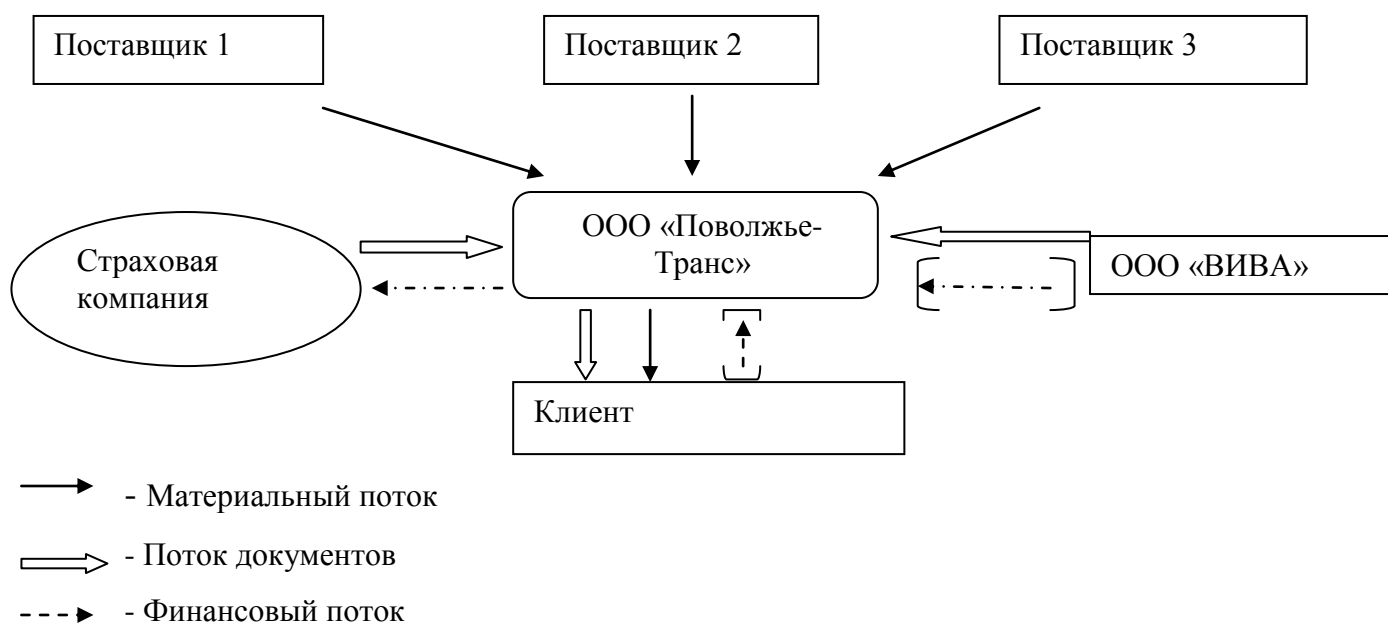 Поставщик 1
Поставщик 2
Поставщик 3
ООО «Поволжье-
Транс»
Страховая
компания
ООО «ВИВА»
Клиент
- Материальный поток
- Поток документов
- Финансовый поток